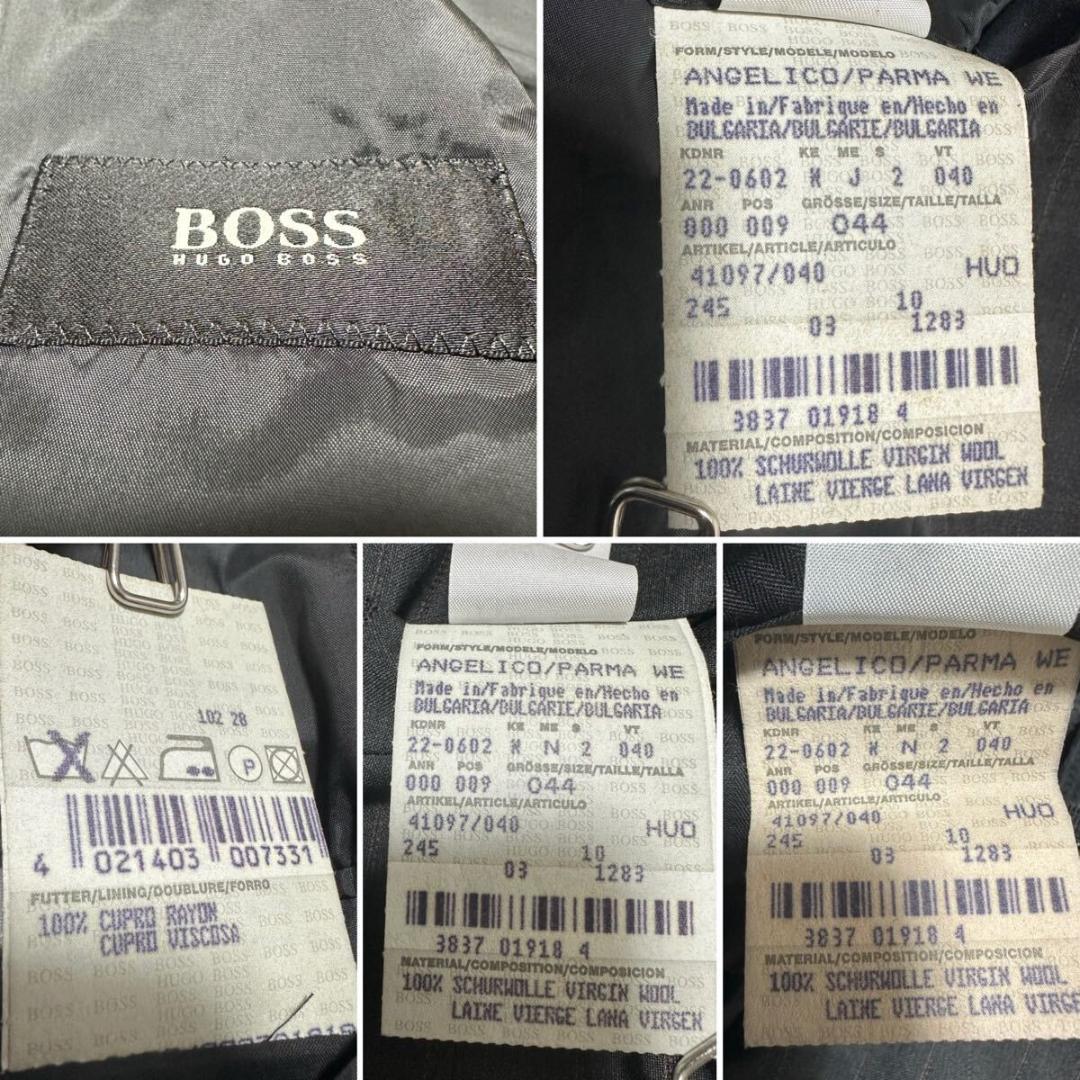 BOSS
HUGO BOSS
FORM/STYLE/MODELE/MODELO
ANGELICO/PARMA WE
Made in/Fabrique en/Hecho en
BULGARIA/BULGARIE/BULGARIA
KDNR KE ME S VT
22-0602 W J 2 040
ANR POS GRÖSSE/SIZE/TAILLE/TALLA
000 009 044
ARTIKEL/ARTICLE/ARTICULO
41097/040 HUO
245 10
03 1283
3837 01918 4
MATERIAL/COMPOSITION/COMPOSICION
100% SCHURWOLLE VIRGIN WOOL
LAINE VIERGE LANA VIRGEN
102 28
P
4 021403 007331
FUTTER/LINING/DOUBLURE/FORRO
100% CUPRO RAYON
CUPRO VISCOSA
FORM/STYLE/MODELE/MODELO
ANGELICO/PARMA WE
Made in/Fabrique en/Hecho en
BULGARIA/BULGARIE/BULGARIA
KDNR KE ME S VT
22-0602 W N 2 040
ANR POS GRÖSSE/SIZE/TAILLE/TALLA
000 009 044
ARTIKEL/ARTICLE/ARTICULO
41097/040 HUO
245 10
03 1283
3837 01918 4
MATERIAL/COMPOSITION/COMPOSICION
100% SCHURWOLLE VIRGIN WOOL
LAINE VIERGE LANA VIRGEN
FORM/STYLE/MODELE/MODELO
ANGELICO/PARMA WE
Made in/Fabrique en/Hecho en
BULGARIA/BULGARIE/BULGARIA
KDNR KE ME S VT
22-0602 W N 2 040
ANR POS GRÖSSE/SIZE/TAILLE/TALLA
000 009 044
ARTIKEL/ARTICLE/ARTICULO
41097/040 HUO
245 10
03 1283
3837 01918 4
MATERIAL/COMPOSITION/COMPOSICION
100% SCHURWOLLE VIRGIN WOOL
LAINE VIERGE LANA VIRGE